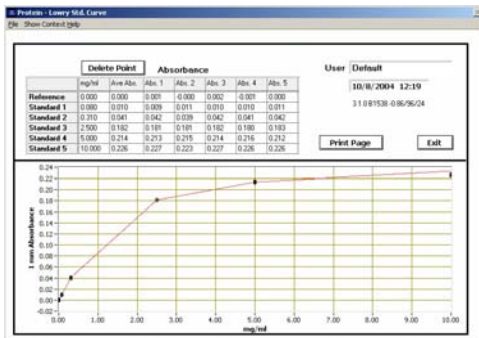 Protein - Lowry Std. Curve
File Show Context Help
Delete Point Absorbance User Default
mg/ml Ave Abs. Abs. 1 Abs. 2 Abs. 3 Abs. 4 Abs. 5
Reference 0.000 0.000 0.001 -0.000 0.002 -0.001 0.000
Standard 1 0.080 0.010 0.009 0.011 0.010 0.010 0.011
Standard 2 0.310 0.041 0.042 0.039 0.042 0.041 0.042
Standard 3 2.500 0.182 0.181 0.181 0.182 0.180 0.183
Standard 4 5.000 0.214 0.213 0.215 0.214 0.216 0.212
Standard 5 10.000 0.226 0.227 0.223 0.227 0.226 0.226
10/8/2004 12:19
3.1.0 B1538 -0.86/96/24
Print Page Exit
1 mm Absorbance
0.24
0.22
0.20
0.18
0.16
0.14
0.12
0.10
0.08
0.06
0.04
0.02
0.00
-0.02
0.00 1.00 2.00 3.00 4.00 5.00 6.00 7.00 8.00 9.00 10.00
mg/ml